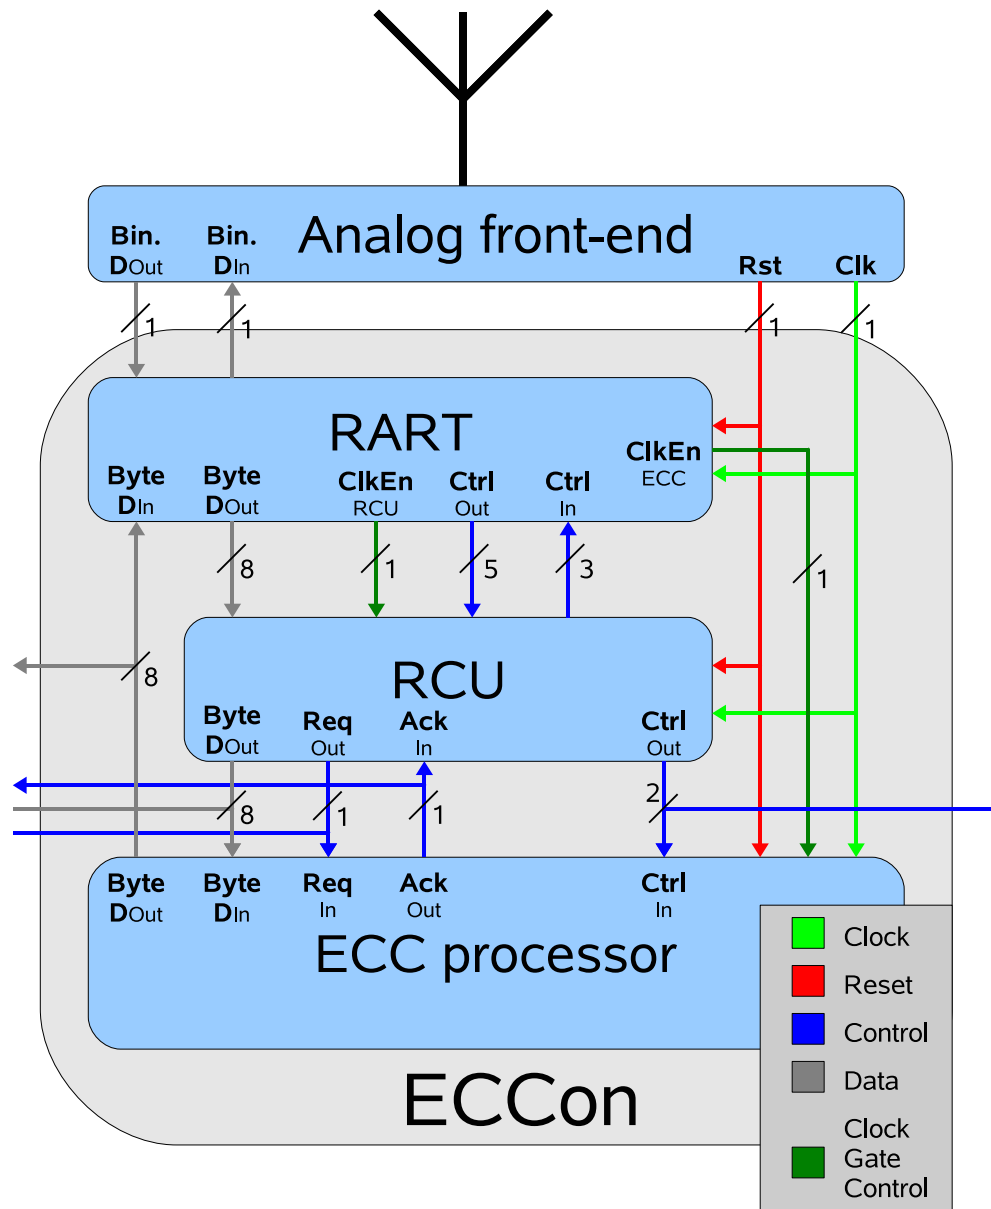 Analog front-end
Bin. Bin.
DOut DIn Rst Clk
1 1 1 1
RART
ClkEn
ECC
Byte Byte ClkEn Ctrl Ctrl
DIn DOut RCU Out In
8 1 5 3 1
RCU
8
Byte Req Ack Ctrl
DOut Out In Out
8 1 1 2
Byte Byte Req Ack Ctrl
DOut DIn In Out In
ECC processor
Clock
Reset
Control
Data
Clock
Gate
Control
ECCon